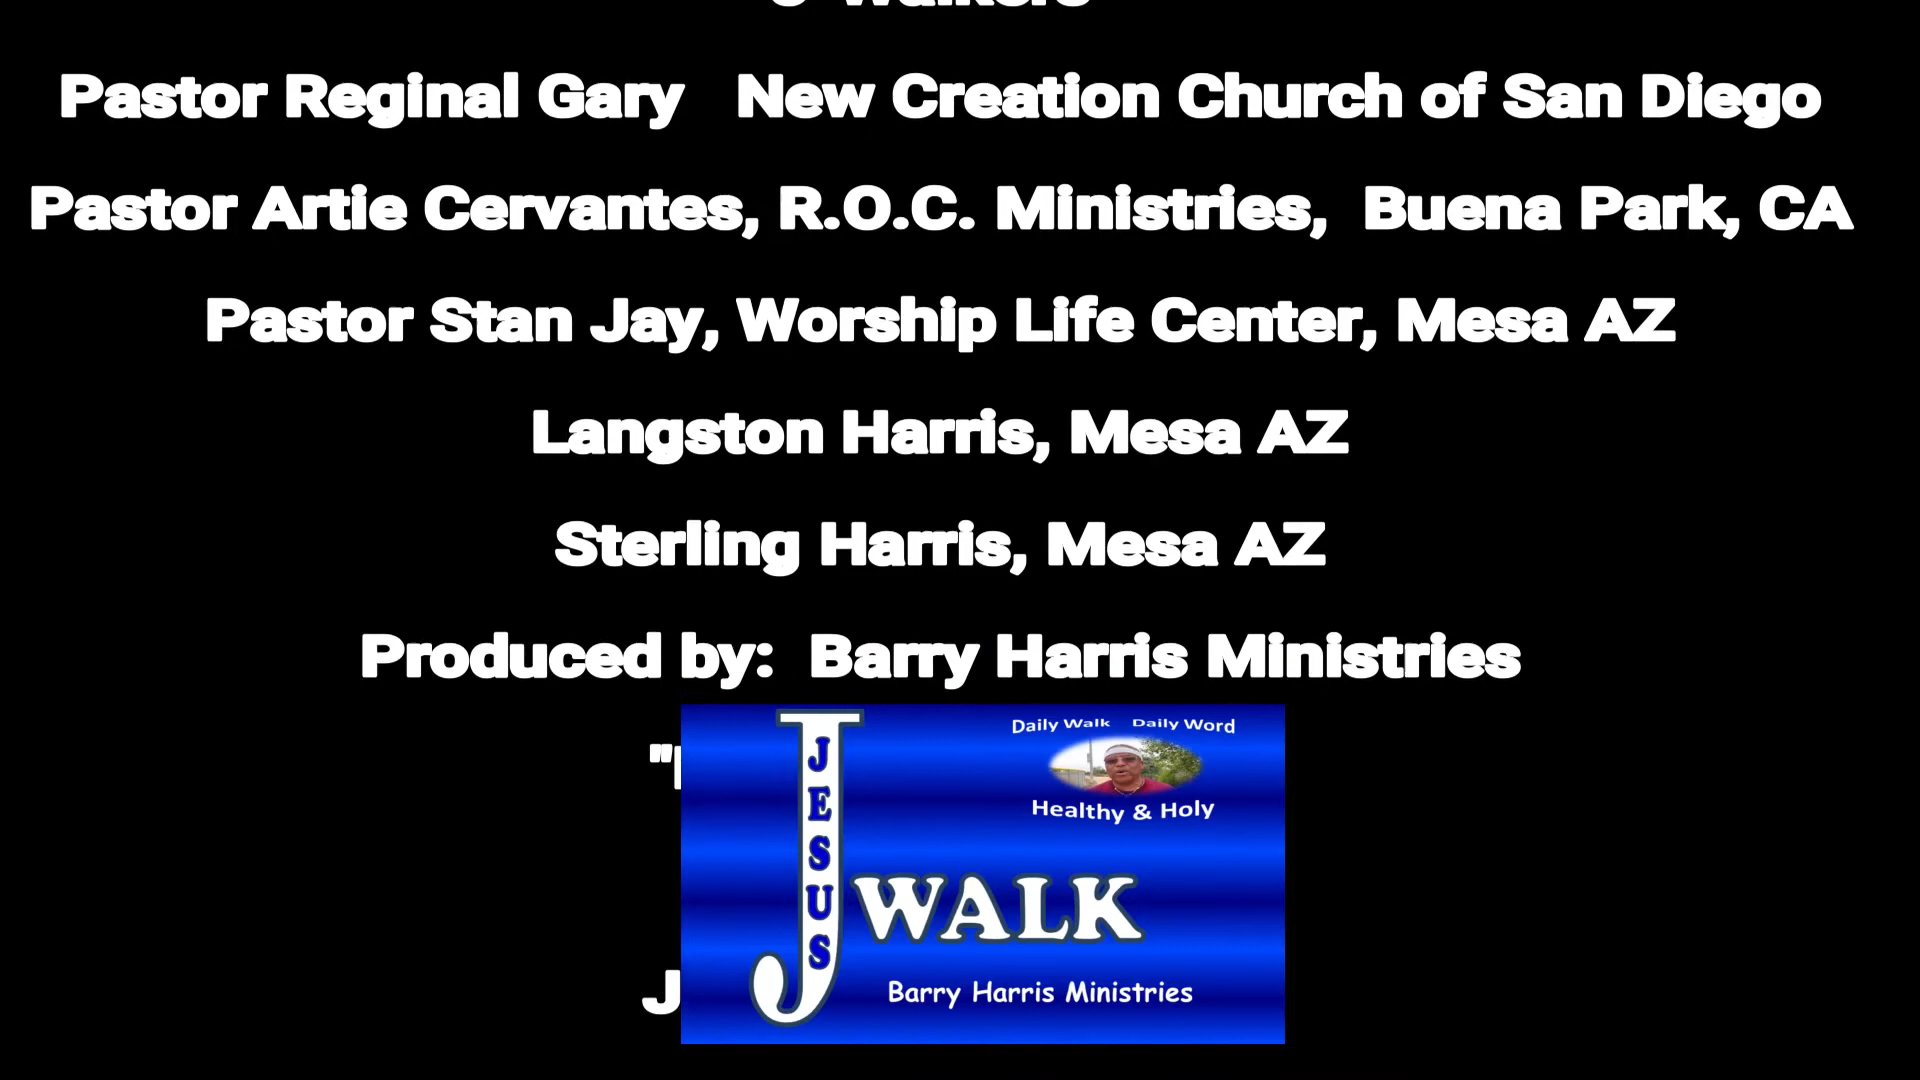 Pastor Reginal Gary New Creation Church of San Diego
Pastor Artie Cervantes, R.O.C. Ministries, Buena Park, CA
Pastor Stan Jay, Worship Life Center, Mesa AZ
Langston Harris, Mesa AZ
Sterling Harris, Mesa AZ
Produced by: Barry Harris Ministries
Daily Walk Daily Word
Healthy & Holy
JESUS
J WALK
Barry Harris Ministries